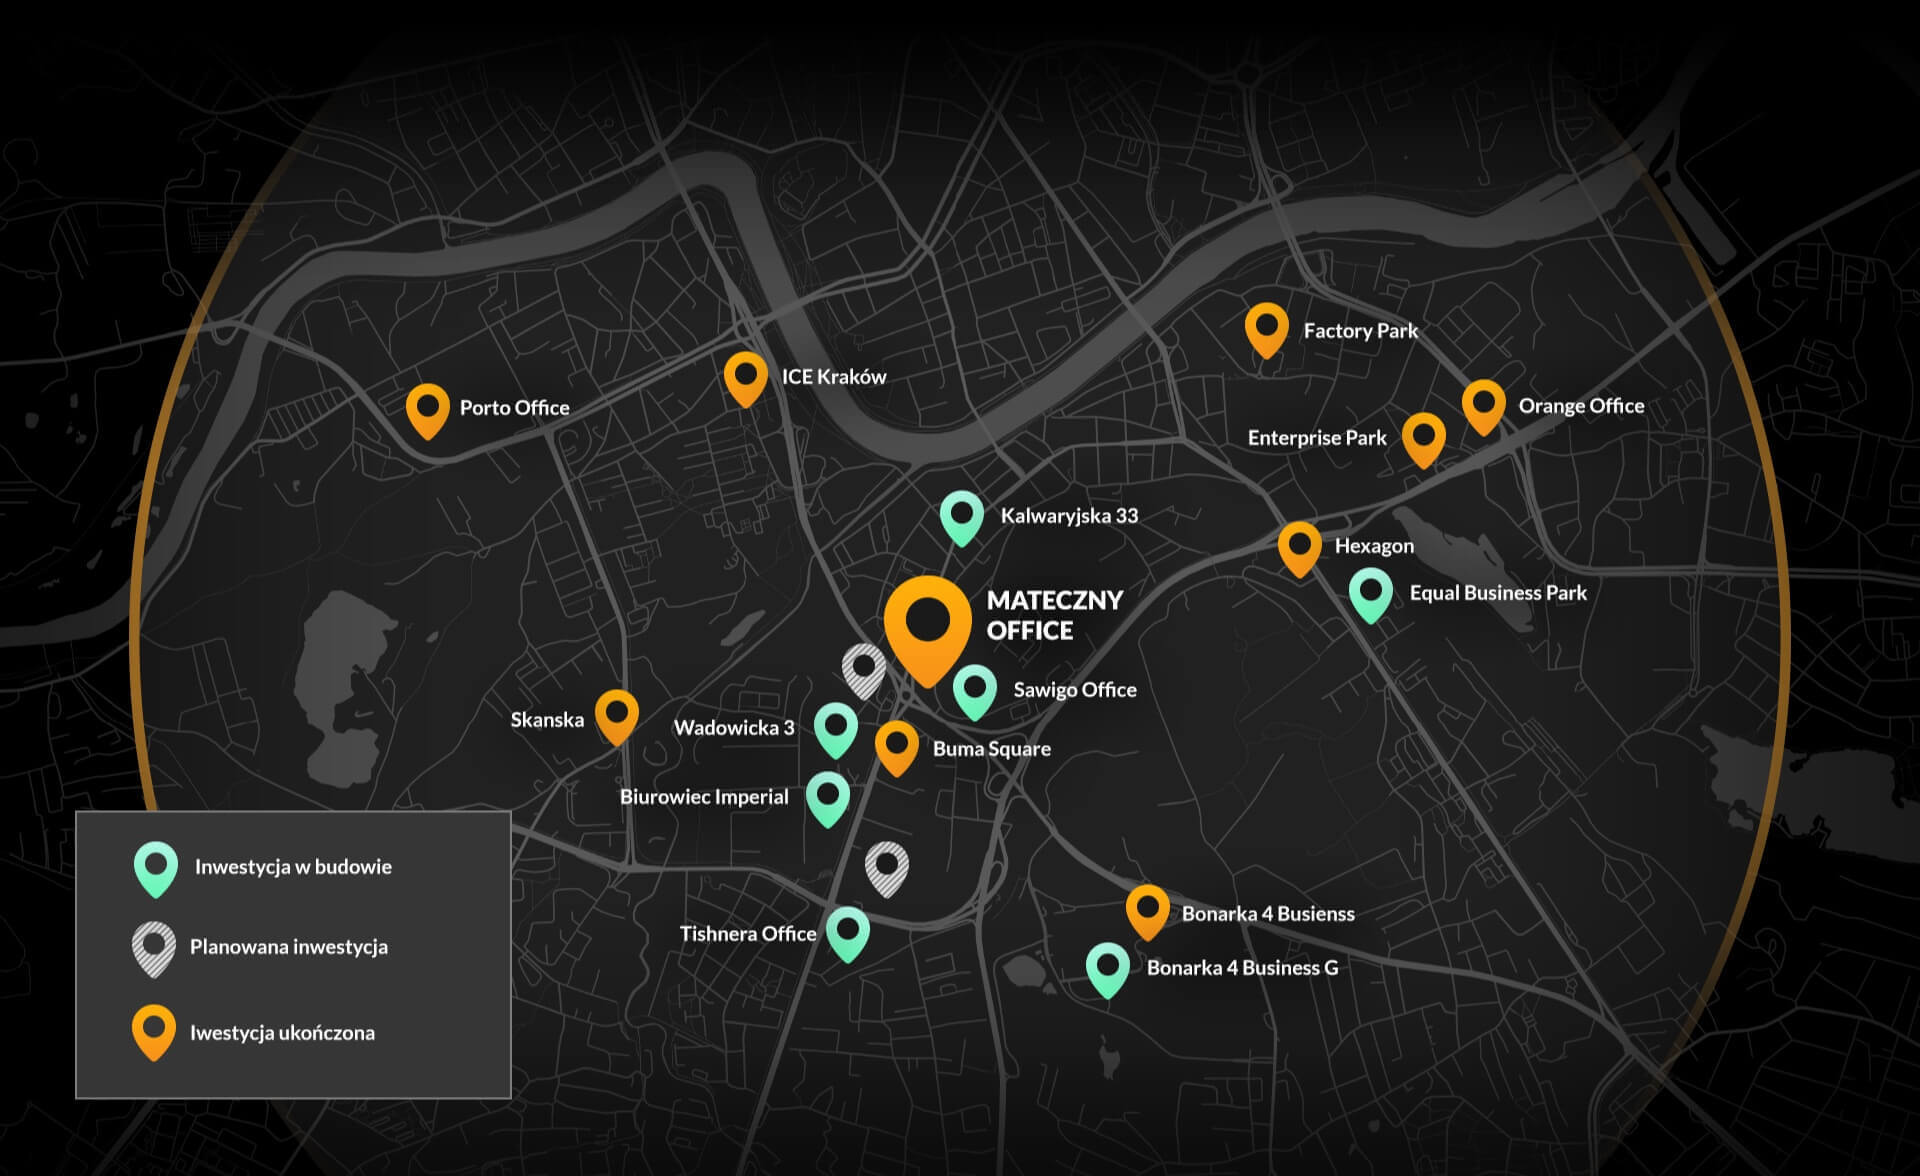 Factory Park
ICE Kraków
Porto Office
Orange Office
Enterprise Park
Kalwaryjska 33
Hexagon
Equal Business Park
MATECZNY
OFFICE
Sawigo Office
Skanska
Wadowicka 3
Buma Square
Biurowiec Imperial
Tishnera Office
Bonarka 4 Busienss
Bonarka 4 Business G
Inwestycja w budowie
Planowana inwestycja
Iwestycja ukończona